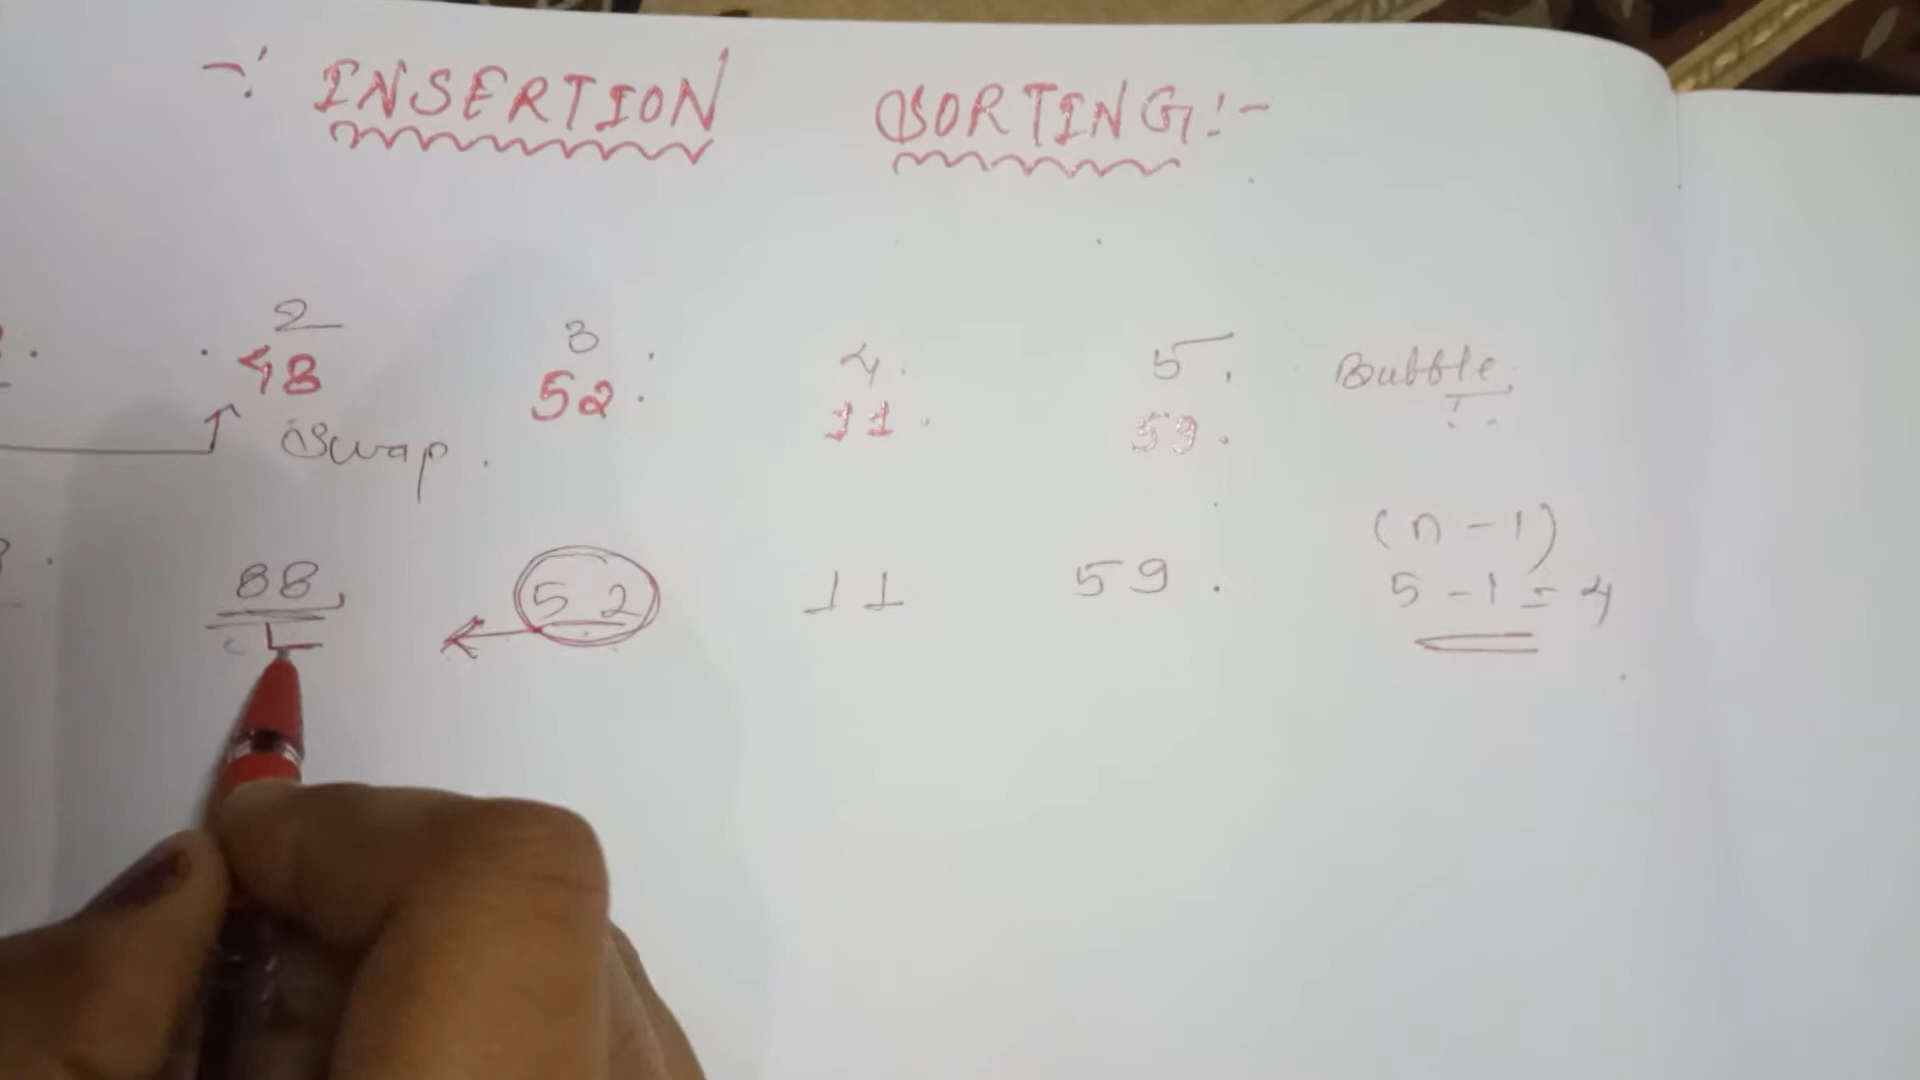 -: INSERTION SORTING :-
2 3 4 5
48 52 11 59 Bubble
Swap
88 52 11 59
(n-1)
5-1=4